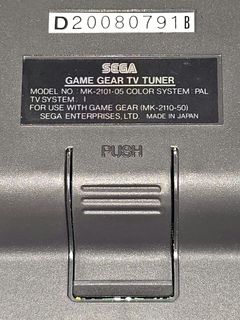 D20080791B
SEGA
GAME GEAR TV TUNER
MODEL NO. : MK-2101-05 COLOR SYSTEM : PAL
TV SYSTEM : I
FOR USE WITH GAME GEAR (MK-2110-50)
SEGA ENTERPRISES, LTD. MADE IN JAPAN
PUSH